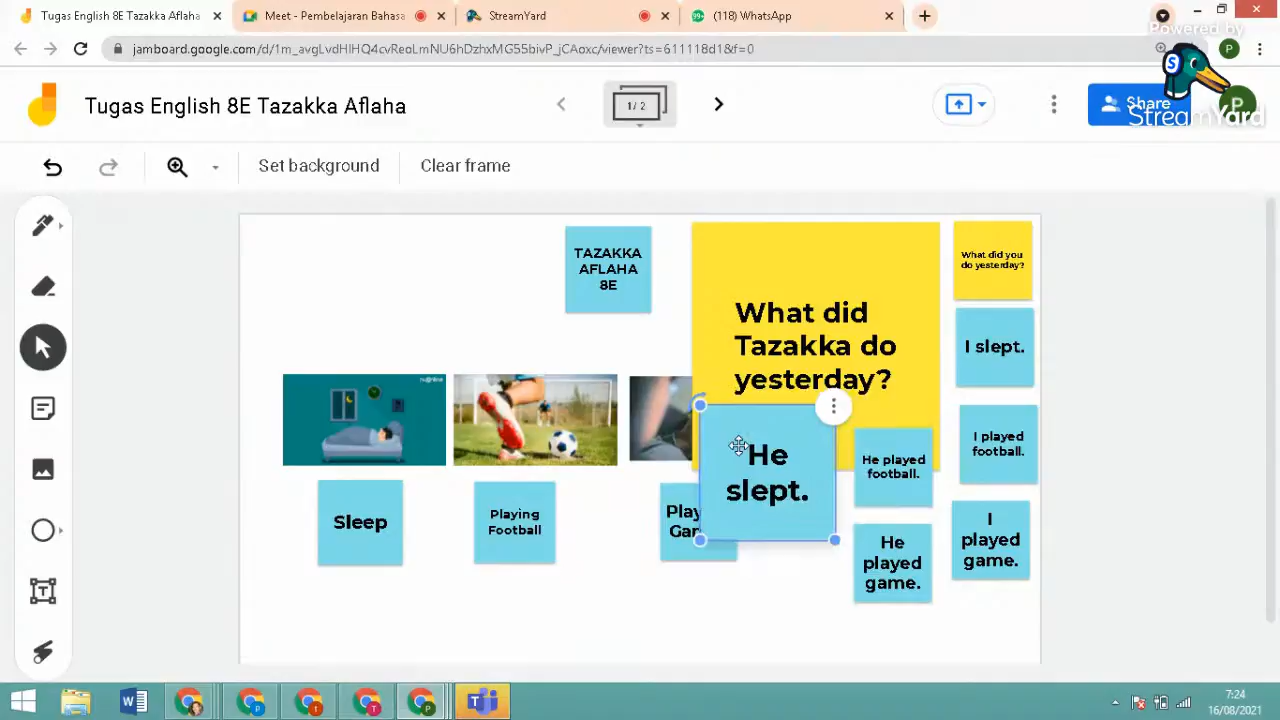 Tugas English 8E Tazakka Aflaha
Meet - Pembelajaran Bahasa
StreamYard
99+
(118) WhatsApp
Powered by
jamboard.google.com/d/1m_avgLvdHIHQ4cvReoLmNU6hDzhxMG55bivP_jCAoxc/viewer?ts=611118d1&f=0
P
Tugas English 8E Tazakka Aflaha
1/2
Share
P
StreamYard
Set background
Clear frame
TAZAKKA
AFLAHA
8E
What did
Tazakka do
yesterday?
What did you
do yesterday?
I slept.
He
slept.
He played
football.
I played
football.
Sleep
Playing
Football
Play
Gam
He
played
game.
I
played
game.
7:24
16/08/2021